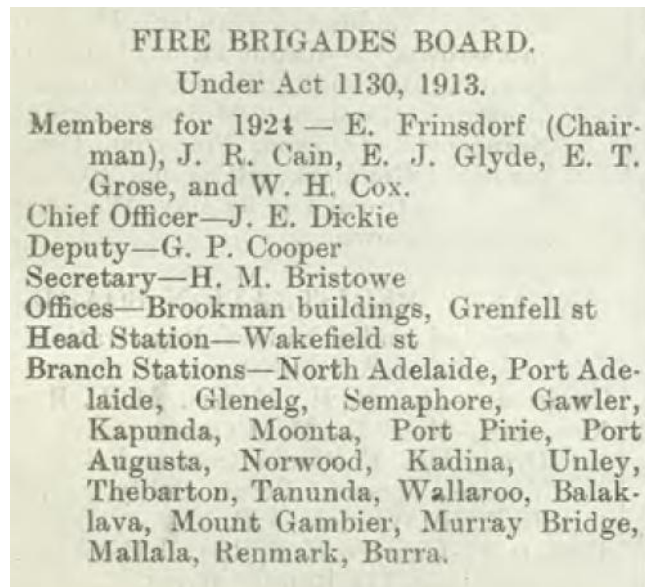 FIRE BRIGADES BOARD.
Under Act 1130, 1913.
Members for 1924 — E. Frinsdorf (Chair-
man), J. R. Cain, E. J. Glyde, E. T.
Grose, and W. H. Cox.
Chief Officer—J. E. Dickie
Deputy—G. P. Cooper
Secretary—H. M. Bristowe
Offices—Brookman buildings, Grenfell st
Head Station—Wakefield st
Branch Stations—North Adelaide, Port Ade-
laide, Glenelg, Semaphore, Gawler,
Kapunda, Moonta, Port Pirie, Port
Augusta, Norwood, Kadina, Unley,
Thebarton, Tanunda, Wallaroo, Balak-
lava, Mount Gambier, Murray Bridge,
Mallala, Renmark, Burra.